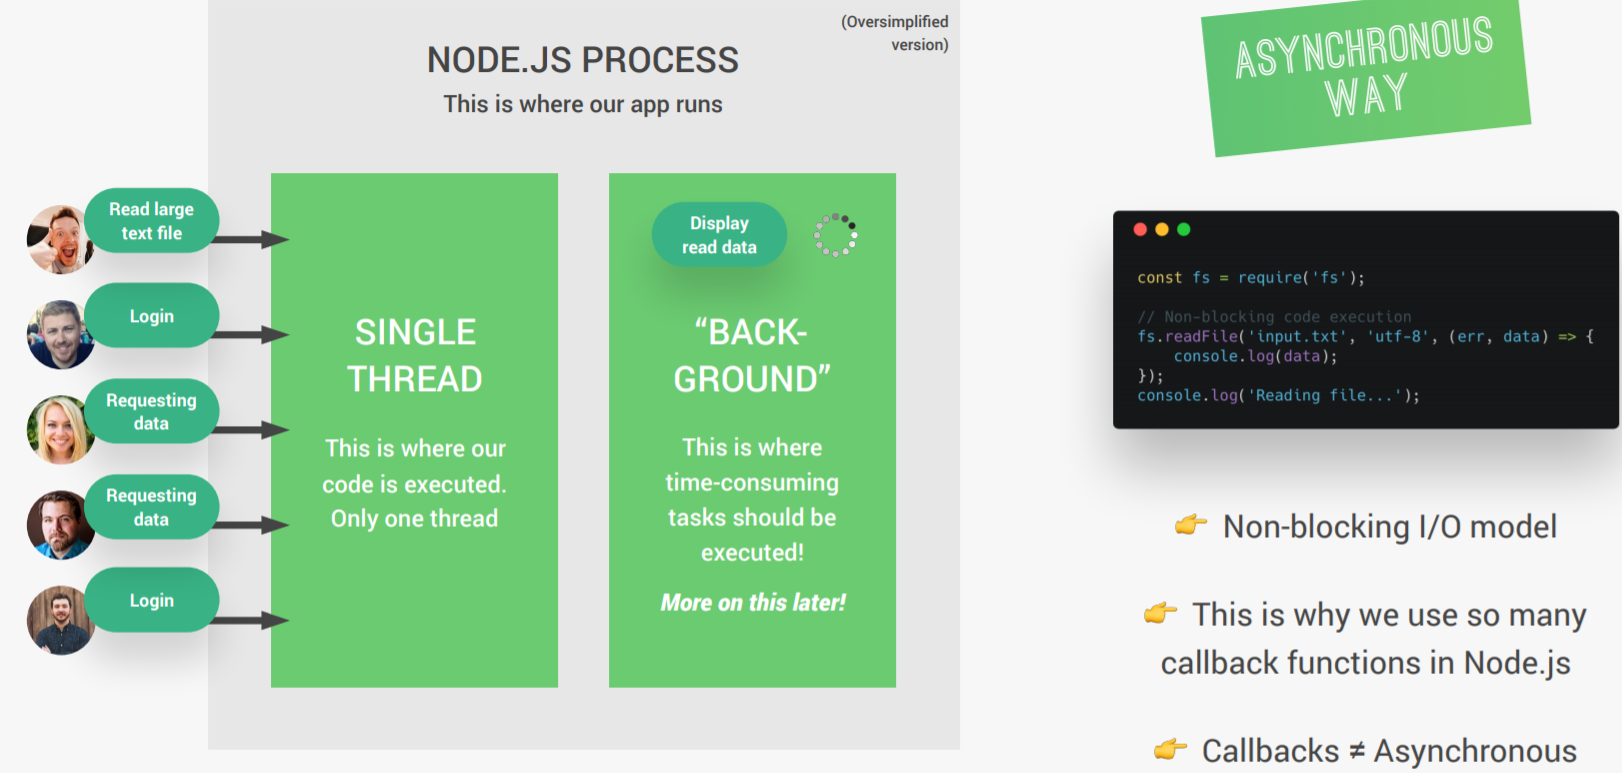 (Oversimplified
version)
NODE.JS PROCESS
This is where our app runs
Read large
text file
Login
Requesting
data
Requesting
data
Login
SINGLE
THREAD
This is where our
code is executed.
Only one thread
Display
read data
“BACK-
GROUND”
This is where
time-consuming
tasks should be
executed!
More on this later!
ASYNCHRONOUS
WAY
const fs = require('fs');
// Non-blocking code execution
fs.readFile('input.txt', 'utf-8', (err, data) => {
    console.log(data);
});
console.log('Reading file...');
👉 Non-blocking I/O model
👉 This is why we use so many
callback functions in Node.js
👉 Callbacks ≠ Asynchronous